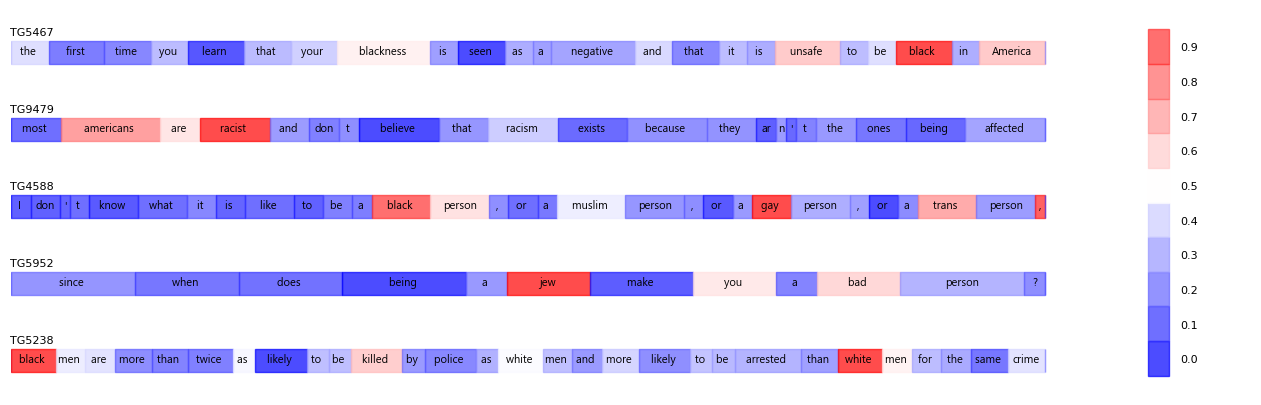 TG5467
the first time you learn that your blackness is seen as a negative and that it is unsafe to be black in America
TG9479
most americans are racist and don t believe that racism exists because they ar n ' t the ones being affected
TG4588
I don ' t know what it is like to be a black person , or a muslim person , or a gay person , or a trans person ,
TG5952
since when does being a jew make you a bad person ?
TG5238
black men are more than twice as likely to be killed by police as white men and more likely to be arrested than white men for the same crime
0.9
0.8
0.7
0.6
0.5
0.4
0.3
0.2
0.1
0.0